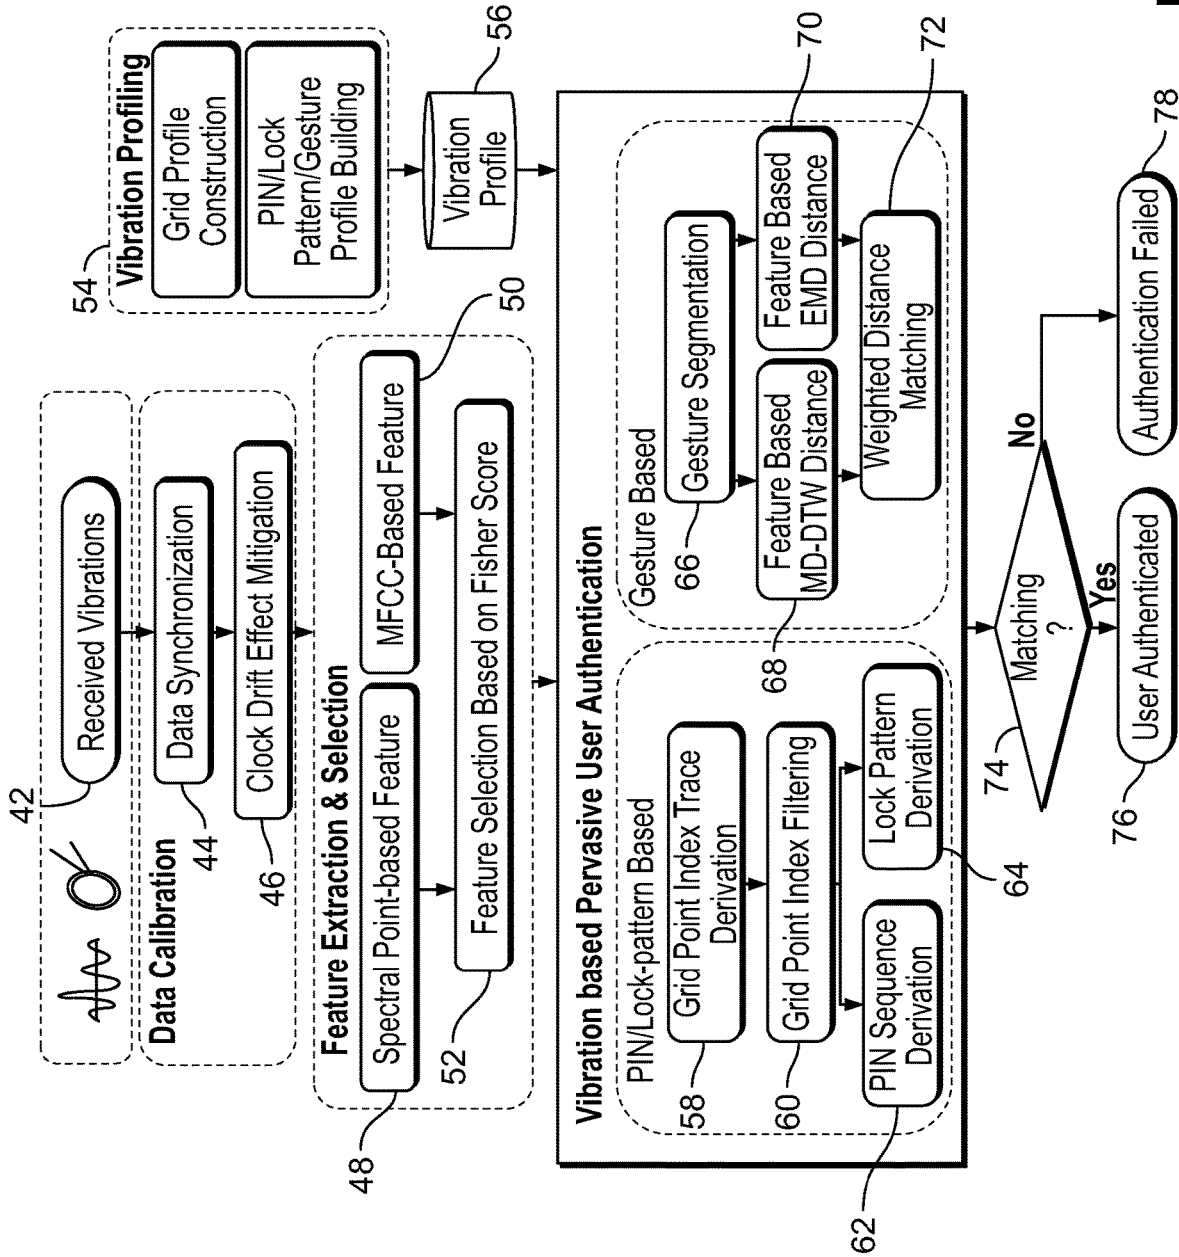 42
Received Vibrations
Data Calibration
44
Data Synchronization
46
Clock Drift Effect Mitigation
Feature Extraction & Selection
48
Spectral Point-based Feature
MFCC-Based Feature
50
52
Feature Selection Based on Fisher Score
54
Vibration Profiling
Grid Profile
Construction
PIN/Lock
Pattern/Gesture
Profile Building
56
Vibration
Profile
Vibration based Pervasive User Authentication
PIN/Lock-pattern Based
58
Grid Point Index Trace
Derivation
60
Grid Point Index Filtering
62
PIN Sequence
Derivation
Lock Pattern
Derivation
64
Gesture Based
66
Gesture Segmentation
68
Feature Based
MD-DTW Distance
Feature Based
EMD Distance
70
Weighted Distance
Matching
72
74
Matching
?
No
Yes
76
User Authenticated
Authentication Failed
78